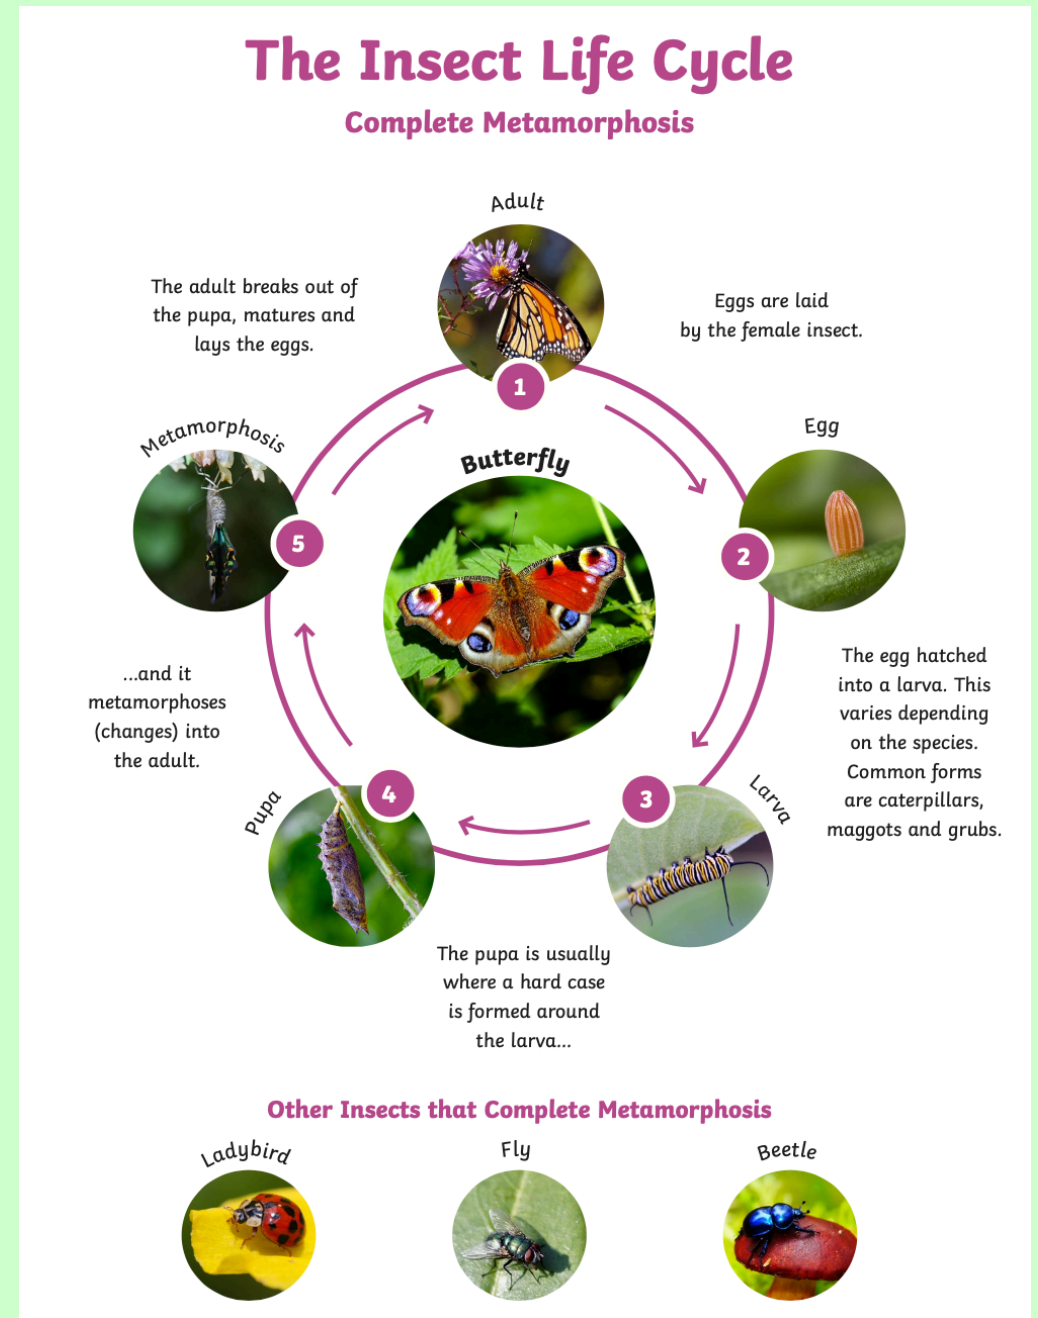 The Insect Life Cycle
Complete Metamorphosis
Adult
1
Eggs are laid
by the female insect.
Egg
2
The egg hatched
into a larva. This
varies depending
on the species.
Common forms
are caterpillars,
maggots and grubs.
Larva
3
The pupa is usually
where a hard case
is formed around
the larva...
Pupa
4
...and it
metamorphoses
(changes) into
the adult.
Metamorphosis
5
The adult breaks out of
the pupa, matures and
lays the eggs.
Butterfly
Other Insects that Complete Metamorphosis
Ladybird
Fly
Beetle